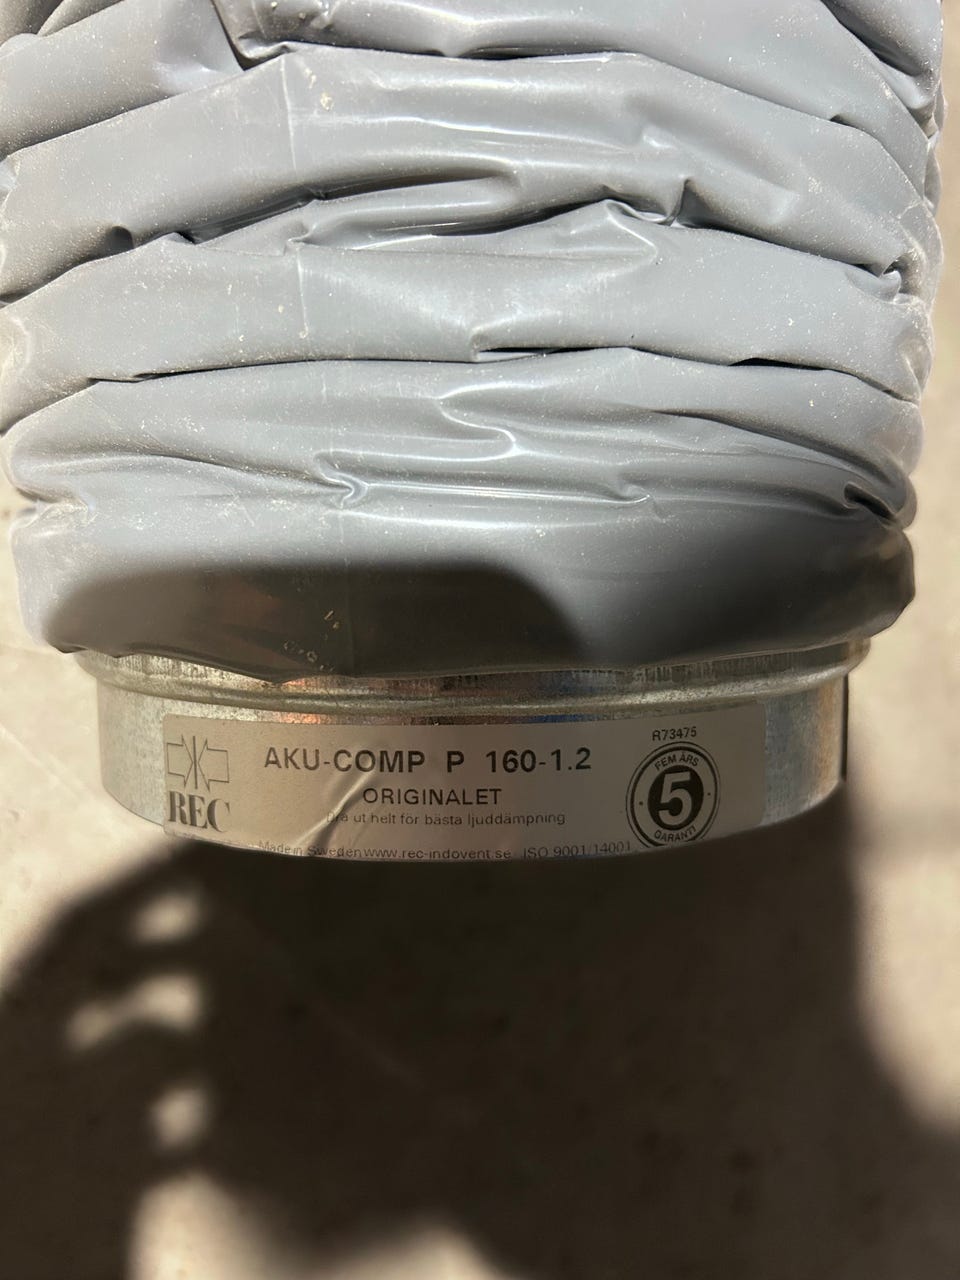 R73475
AKU-COMP P 160-1.2
FEM ÅRS
5
GARANTI
REC
ORIGINALET
Dra ut helt för bästa ljuddämpning
Made in Sweden www.rec-indovent.se ISO 9001/14001